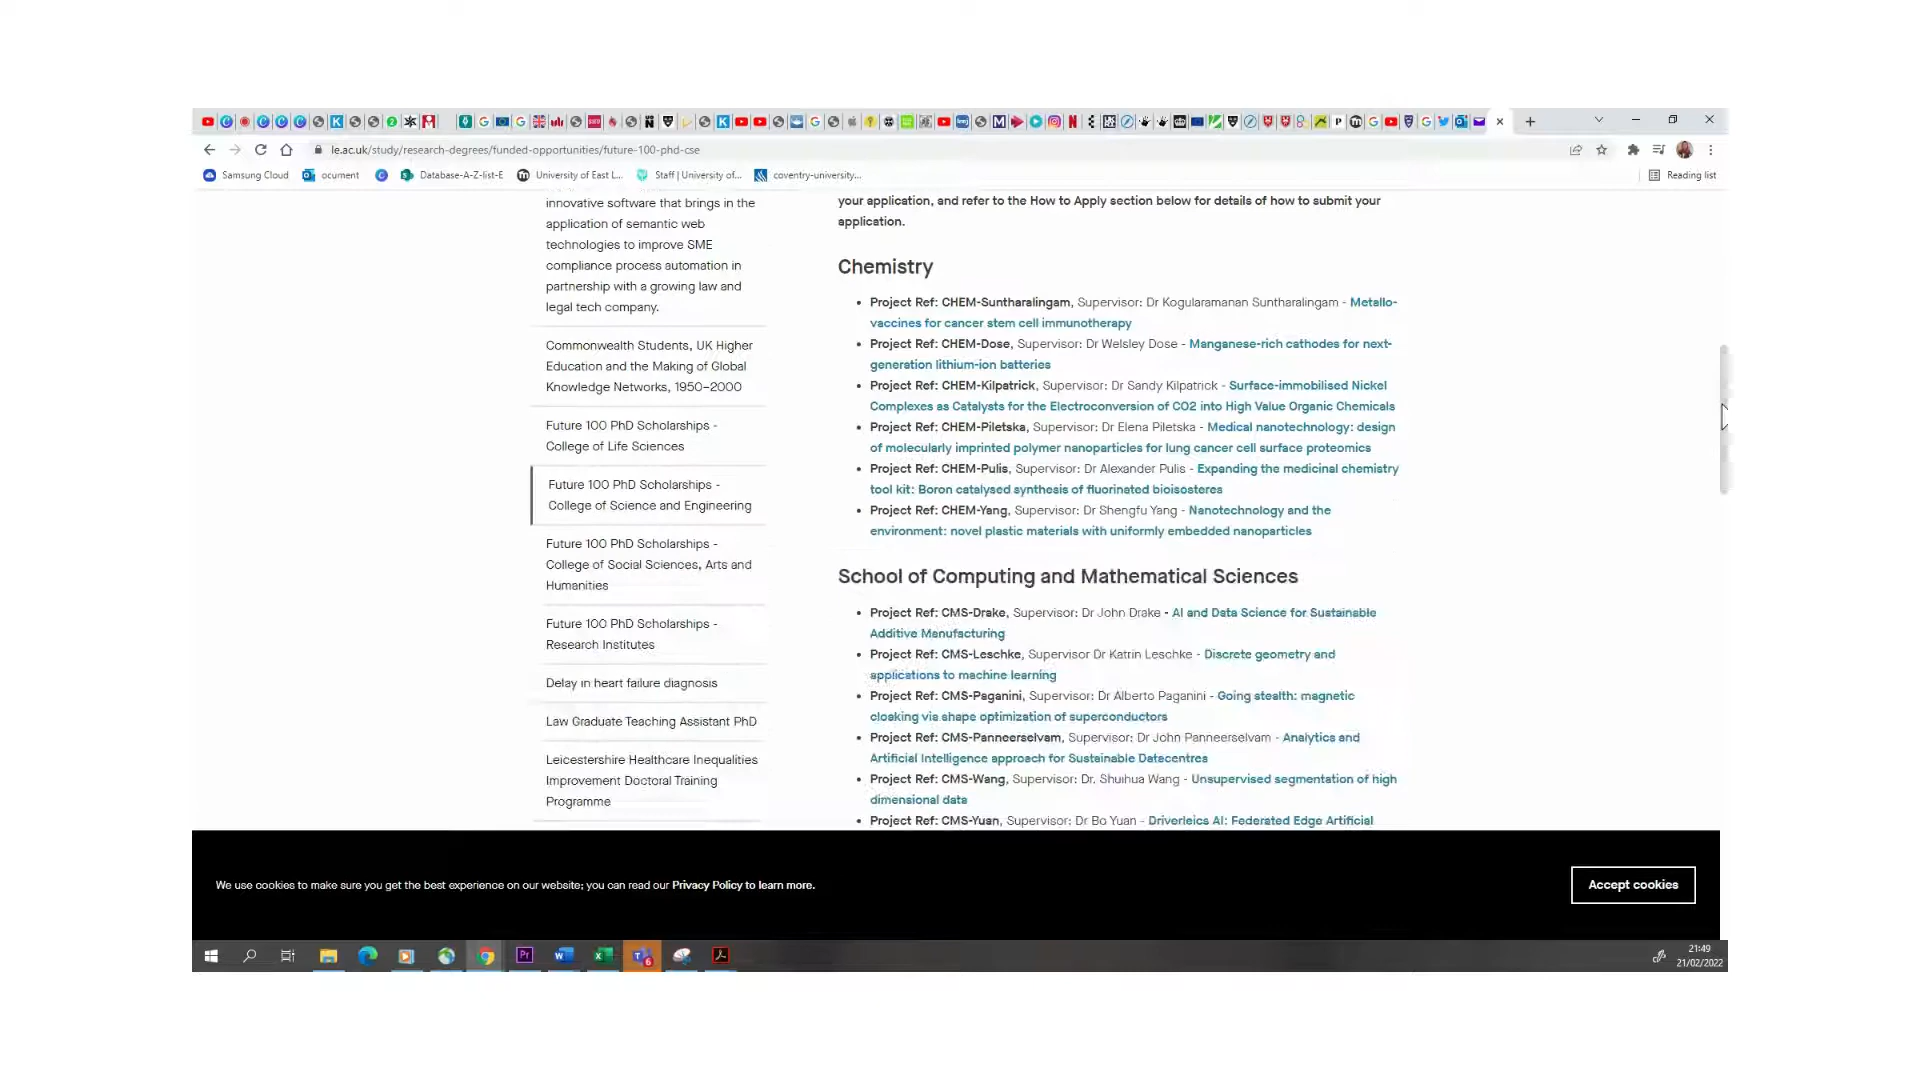 le.ac.uk/study/research-degrees/funded-opportunities/future-100-phd-cse
Samsung Cloud ocument Database-A-Z-list-E University of East L... Staff | University of... coventry-university... Reading list
innovative software that brings in the
application of semantic web
technologies to improve SME
compliance process automation in
partnership with a growing law and
legal tech company.
Commonwealth Students, UK Higher
Education and the Making of Global
Knowledge Networks, 1950–2000
Future 100 PhD Scholarships -
College of Life Sciences
Future 100 PhD Scholarships -
College of Science and Engineering
Future 100 PhD Scholarships -
College of Social Sciences, Arts and
Humanities
Future 100 PhD Scholarships -
Research Institutes
Delay in heart failure diagnosis
Law Graduate Teaching Assistant PhD
Leicestershire Healthcare Inequalities
Improvement Doctoral Training
Programme
your application, and refer to the How to Apply section below for details of how to submit your
application.
Chemistry
• Project Ref: CHEM-Suntharalingam, Supervisor: Dr Kogularamanan Suntharalingam - Metallo-
vaccines for cancer stem cell immunotherapy
• Project Ref: CHEM-Dose, Supervisor: Dr Welsley Dose - Manganese-rich cathodes for next-
generation lithium-ion batteries
• Project Ref: CHEM-Kilpatrick, Supervisor: Dr Sandy Kilpatrick - Surface-immobilised Nickel
Complexes as Catalysts for the Electroconversion of CO2 into High Value Organic Chemicals
• Project Ref: CHEM-Piletska, Supervisor: Dr Elena Piletska - Medical nanotechnology: design
of molecularly imprinted polymer nanoparticles for lung cancer cell surface proteomics
• Project Ref: CHEM-Pulis, Supervisor: Dr Alexander Pulis - Expanding the medicinal chemistry
tool kit: Boron catalysed synthesis of fluorinated bioisosteres
• Project Ref: CHEM-Yang, Supervisor: Dr Shengfu Yang - Nanotechnology and the
environment: novel plastic materials with uniformly embedded nanoparticles
School of Computing and Mathematical Sciences
• Project Ref: CMS-Drake, Supervisor: Dr John Drake - AI and Data Science for Sustainable
Additive Manufacturing
• Project Ref: CMS-Leschke, Supervisor Dr Katrin Leschke - Discrete geometry and
applications to machine learning
• Project Ref: CMS-Paganini, Supervisor: Dr Alberto Paganini - Going stealth: magnetic
cloaking via shape optimization of superconductors
• Project Ref: CMS-Panneerselvam, Supervisor: Dr John Panneerselvam - Analytics and
Artificial Intelligence approach for Sustainable Datacentres
• Project Ref: CMS-Wang, Supervisor: Dr. Shuihua Wang - Unsupervised segmentation of high
dimensional data
• Project Ref: CMS-Yuan, Supervisor: Dr Bo Yuan - Driverleics AI: Federated Edge Artificial
We use cookies to make sure you get the best experience on our website; you can read our Privacy Policy to learn more.
Accept cookies
21:49
21/02/2022